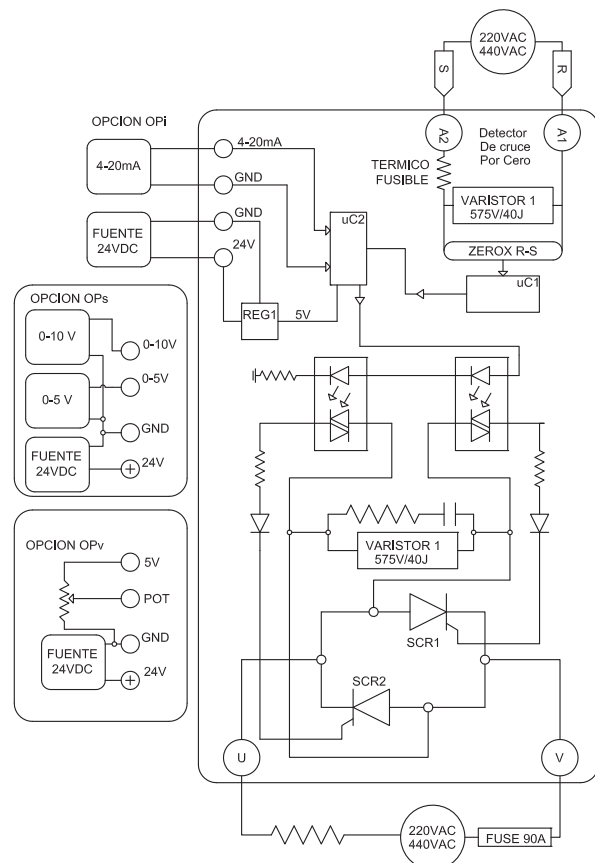 220VAC
440VAC
S
R
OPCION OPi
A2
Detector
De cruce
Por Cero
A1
4-20mA
4-20mA
TERMICO
FUSIBLE
GND
VARISTOR 1
575V/40J
GND
uC2
FUENTE
24VDC
24V
ZEROX R-S
uC1
OPCION OPs
REG1
5V
0-10 V
0-10V
0-5 V
0-5V
GND
FUENTE
24VDC
24V
VARISTOR 1
575V/40J
OPCION OPv
5V
POT
SCR1
GND
FUENTE
24VDC
24V
SCR2
U
V
220VAC
440VAC
FUSE 90A